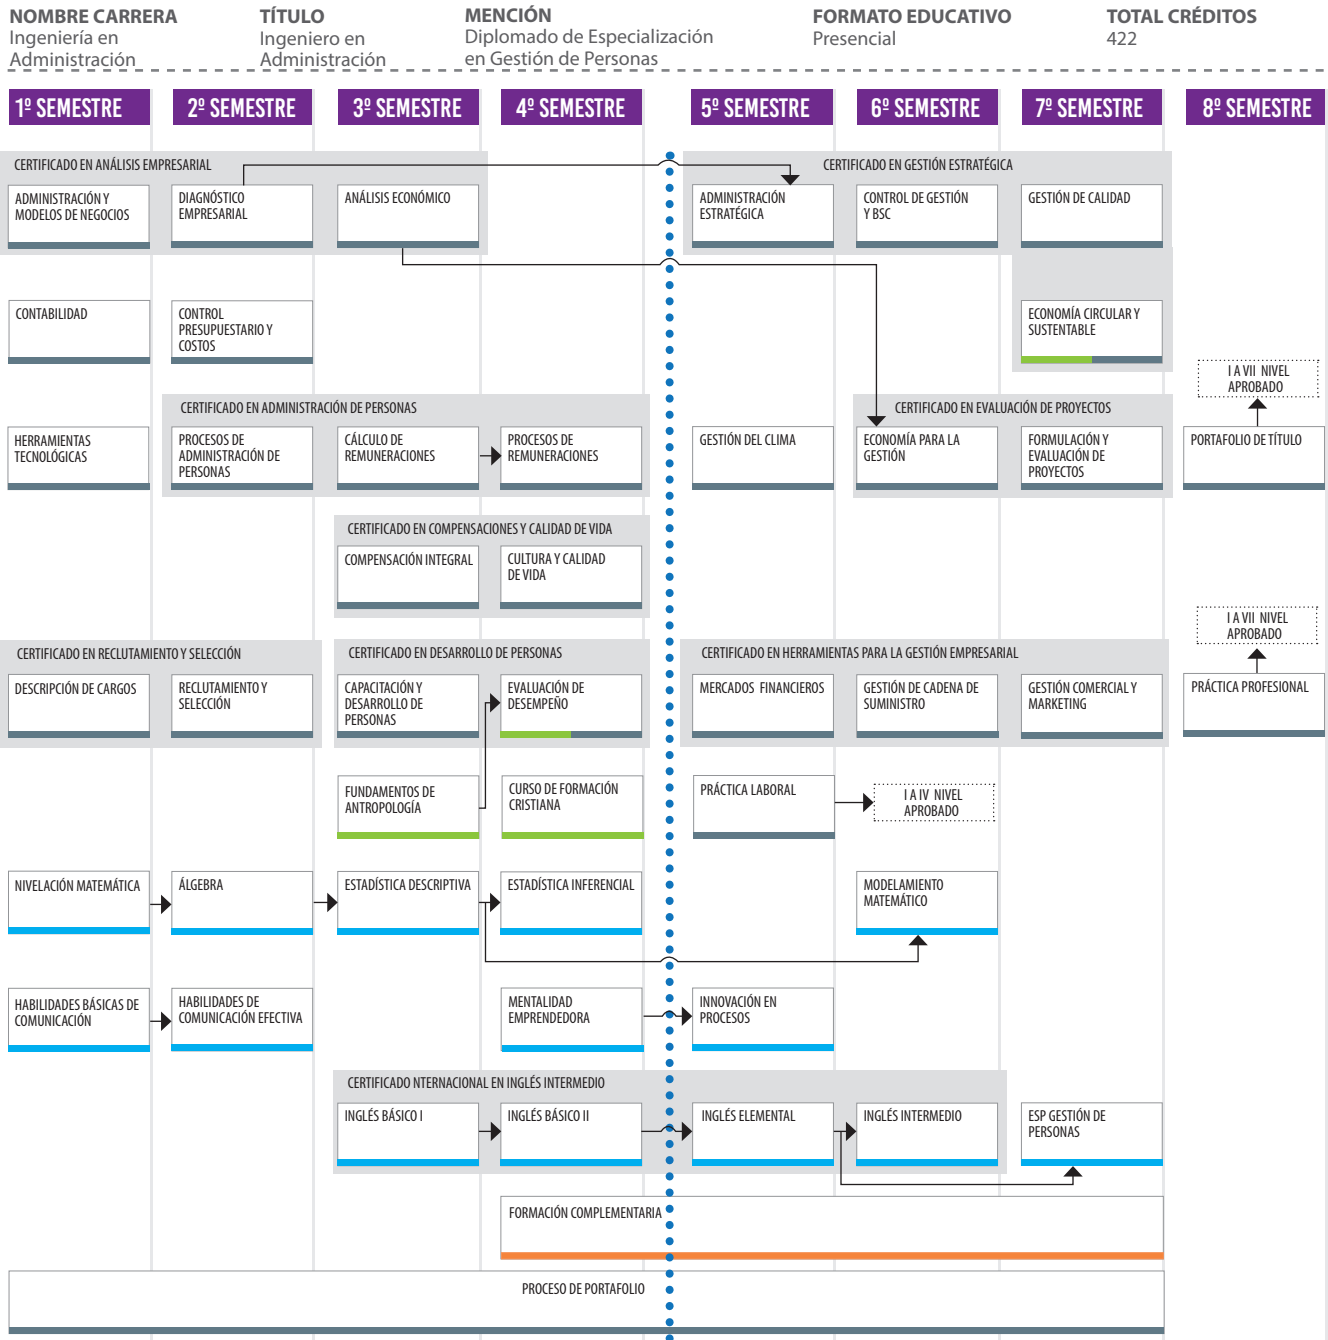 NOMBRE CARRERA
Ingeniería en
Administración
TÍTULO
Ingeniero en
Administración
MENCIÓN
Diplomado de Especialización
en Gestión de Personas
FORMATO EDUCATIVO
Presencial
TOTAL CRÉDITOS
422
1º SEMESTRE
2º SEMESTRE
3º SEMESTRE
4º SEMESTRE
5º SEMESTRE
6º SEMESTRE
7º SEMESTRE
8º SEMESTRE
CERTIFICADO EN ANÁLISIS EMPRESARIAL
CERTIFICADO EN GESTIÓN ESTRATÉGICA
ADMINISTRACIÓN Y
MODELOS DE NEGOCIOS
DIAGNÓSTICO
EMPRESARIAL
ANÁLISIS ECONÓMICO
ADMINISTRACIÓN
ESTRATÉGICA
CONTROL DE GESTIÓN
Y BSC
GESTIÓN DE CALIDAD
CONTABILIDAD
CONTROL
PRESUPUESTARIO Y
COSTOS
ECONOMÍA CIRCULAR Y
SUSTENTABLE
I A VII NIVEL
APROBADO
CERTIFICADO EN ADMINISTRACIÓN DE PERSONAS
CERTIFICADO EN EVALUACIÓN DE PROYECTOS
HERRAMIENTAS
TECNOLÓGICAS
PROCESOS DE
ADMINISTRACIÓN DE
PERSONAS
CÁLCULO DE
REMUNERACIONES
PROCESOS DE
REMUNERACIONES
GESTIÓN DEL CLIMA
ECONOMÍA PARA LA
GESTIÓN
FORMULACIÓN Y
EVALUACIÓN DE
PROYECTOS
PORTAFOLIO DE TÍTULO
CERTIFICADO EN COMPENSACIONES Y CALIDAD DE VIDA
COMPENSACIÓN INTEGRAL
CULTURA Y CALIDAD
DE VIDA
I A VII NIVEL
APROBADO
CERTIFICADO EN RECLUTAMIENTO Y SELECCIÓN
CERTIFICADO EN DESARROLLO DE PERSONAS
CERTIFICADO EN HERRAMIENTAS PARA LA GESTIÓN EMPRESARIAL
DESCRIPCIÓN DE CARGOS
RECLUTAMIENTO Y
SELECCIÓN
CAPACITACIÓN Y
DESARROLLO DE
PERSONAS
EVALUACIÓN DE
DESEMPEÑO
MERCADOS FINANCIEROS
GESTIÓN DE CADENA DE
SUMINISTRO
GESTIÓN COMERCIAL Y
MARKETING
PRÁCTICA PROFESIONAL
FUNDAMENTOS DE
ANTROPOLOGÍA
CURSO DE FORMACIÓN
CRISTIANA
PRÁCTICA LABORAL
I A IV NIVEL
APROBADO
NIVELACIÓN MATEMÁTICA
ÁLGEBRA
ESTADÍSTICA DESCRIPTIVA
ESTADÍSTICA INFERENCIAL
MODELAMIENTO
MATEMÁTICO
HABILIDADES BÁSICAS DE
COMUNICACIÓN
HABILIDADES DE
COMUNICACIÓN EFECTIVA
MENTALIDAD
EMPRENDEDORA
INNOVACIÓN EN
PROCESOS
CERTIFICADO NTERNACIONAL EN INGLÉS INTERMEDIO
INGLÉS BÁSICO I
INGLÉS BÁSICO II
INGLÉS ELEMENTAL
INGLÉS INTERMEDIO
ESP GESTIÓN DE
PERSONAS
FORMACIÓN COMPLEMENTARIA
PROCESO DE PORTAFOLIO